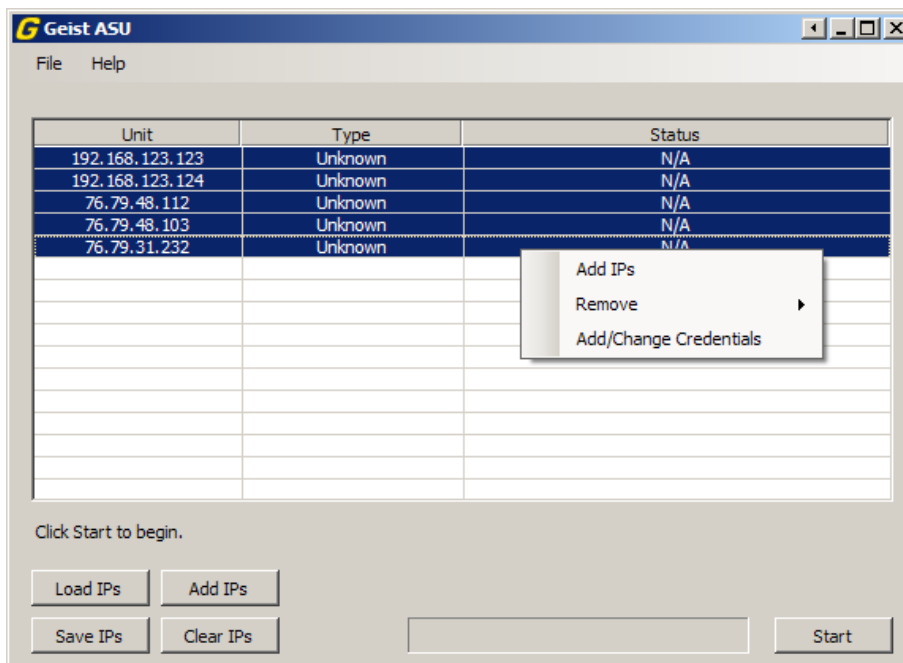 G Geist ASU
File Help
Unit Type Status
192.168.123.123 Unknown N/A
192.168.123.124 Unknown N/A
76.79.48.112 Unknown N/A
76.79.48.103 Unknown N/A
76.79.31.232 Unknown N/A
Add IPs
Remove
Add/Change Credentials
Click Start to begin.
Load IPs Add IPs
Save IPs Clear IPs Start